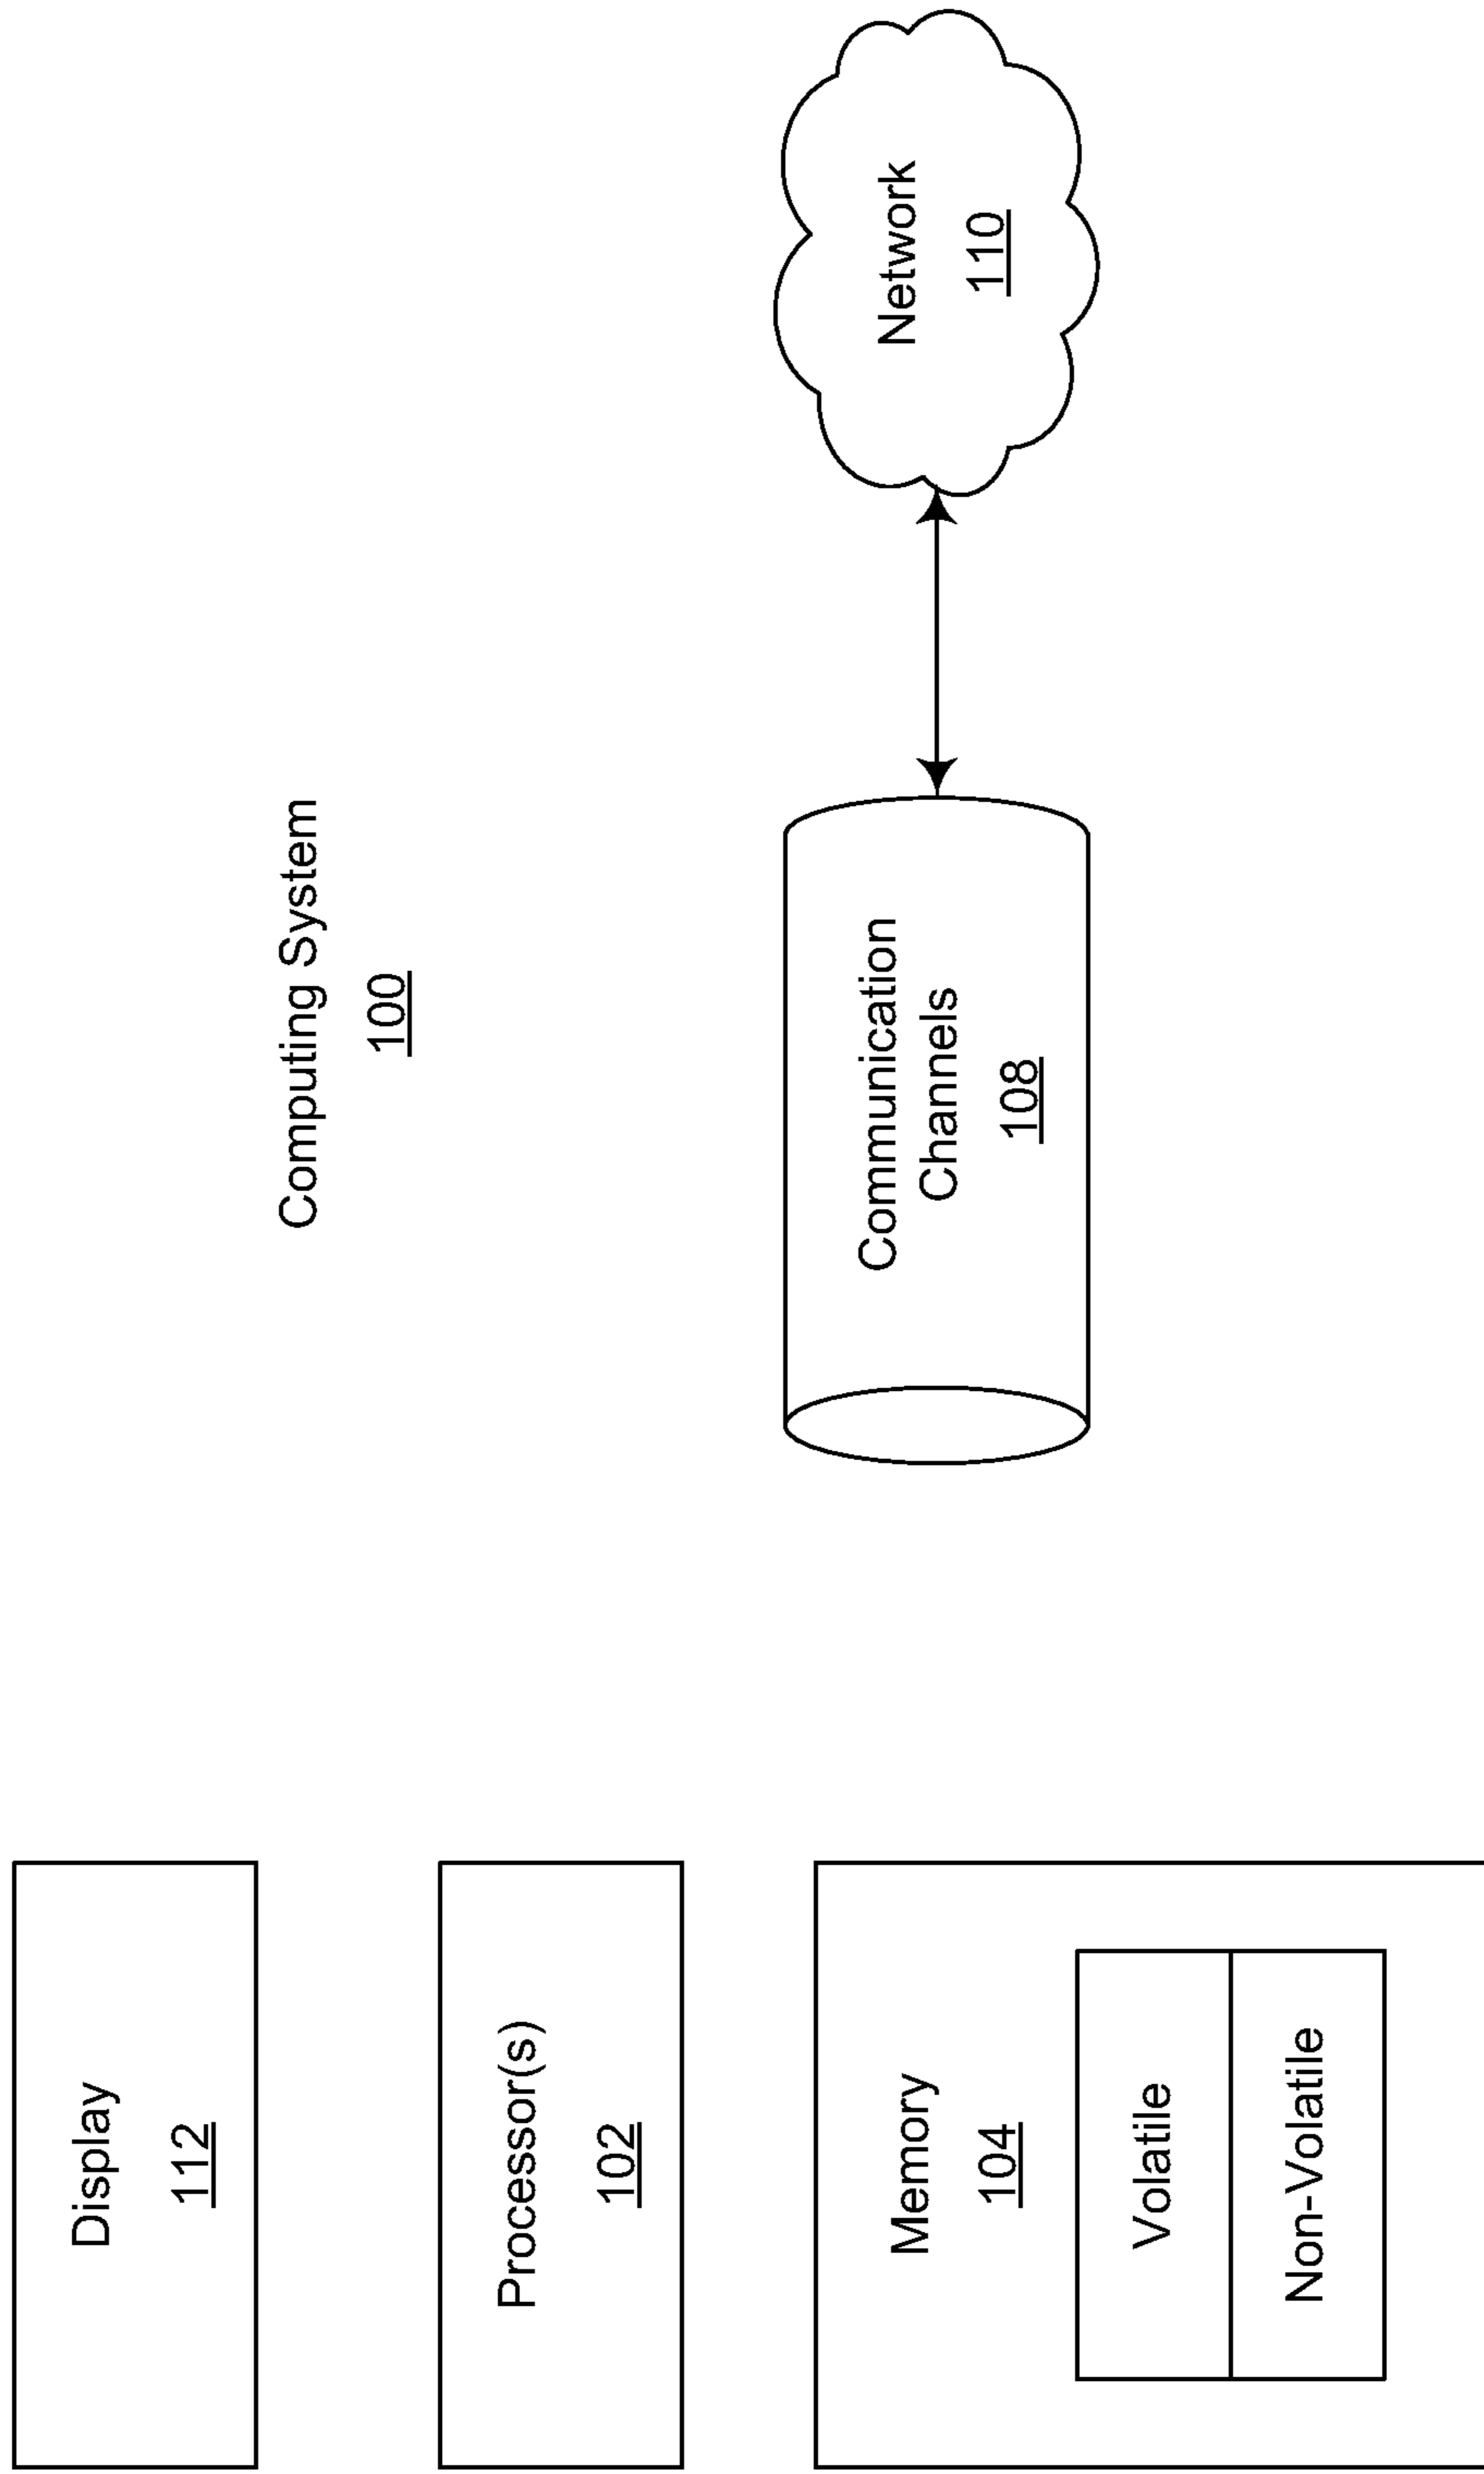 Computing System
100
Display
112
Processor(s)
102
Memory
104
Volatile
Non-Volatile
Communication
Channels
108
Network
110